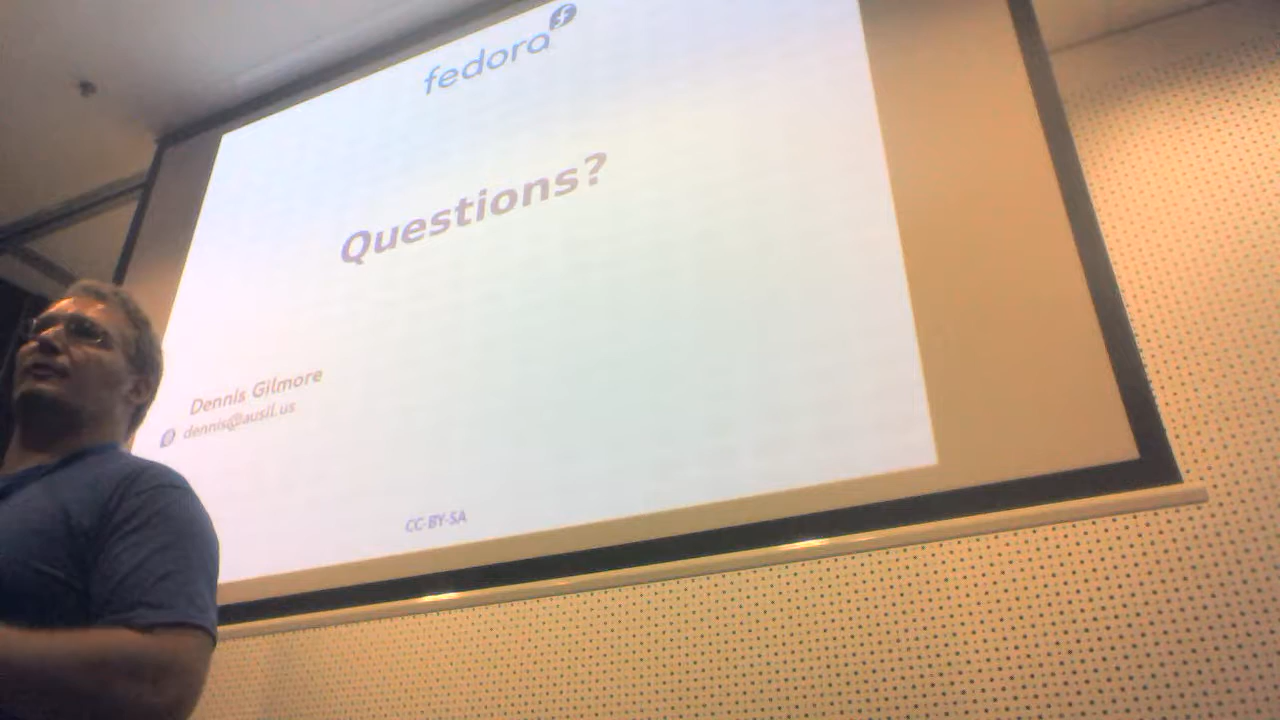 fedora
Questions?
Dennis Gilmore
dennis@ausil.us
CC-BY-SA